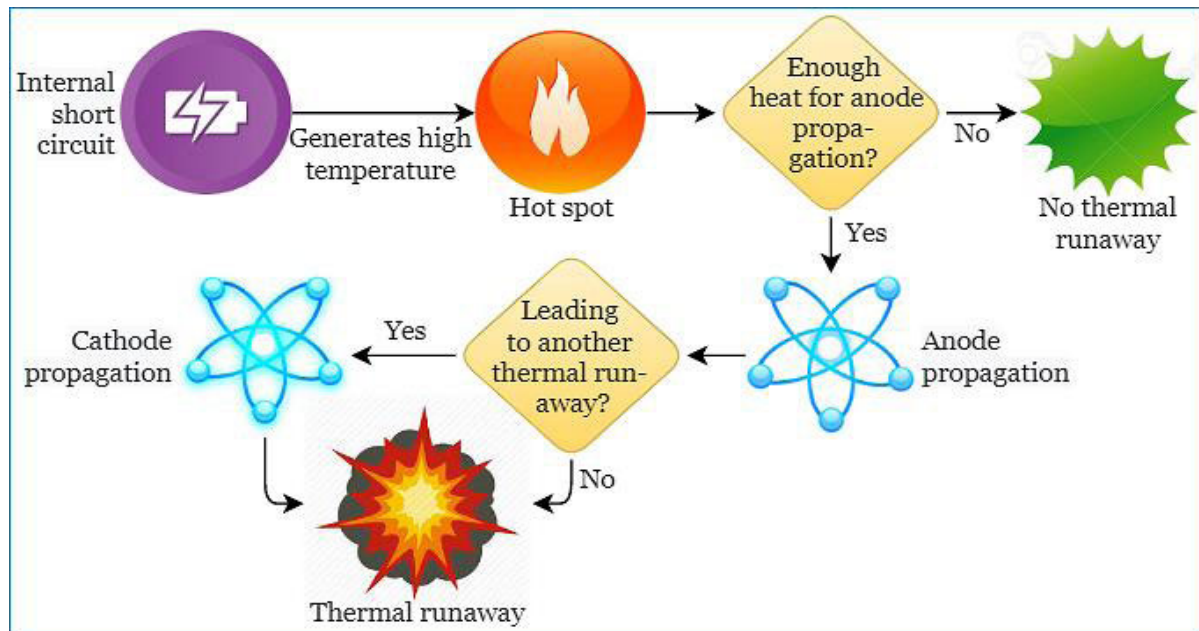 Internal
short
circuit
Generates high
temperature
Hot spot
Enough
heat for anode
propa-
gation?
No
No thermal
runaway
Yes
Cathode
propagation
Yes
Leading
to another
thermal run-
away?
Anode
propagation
No
Thermal runaway